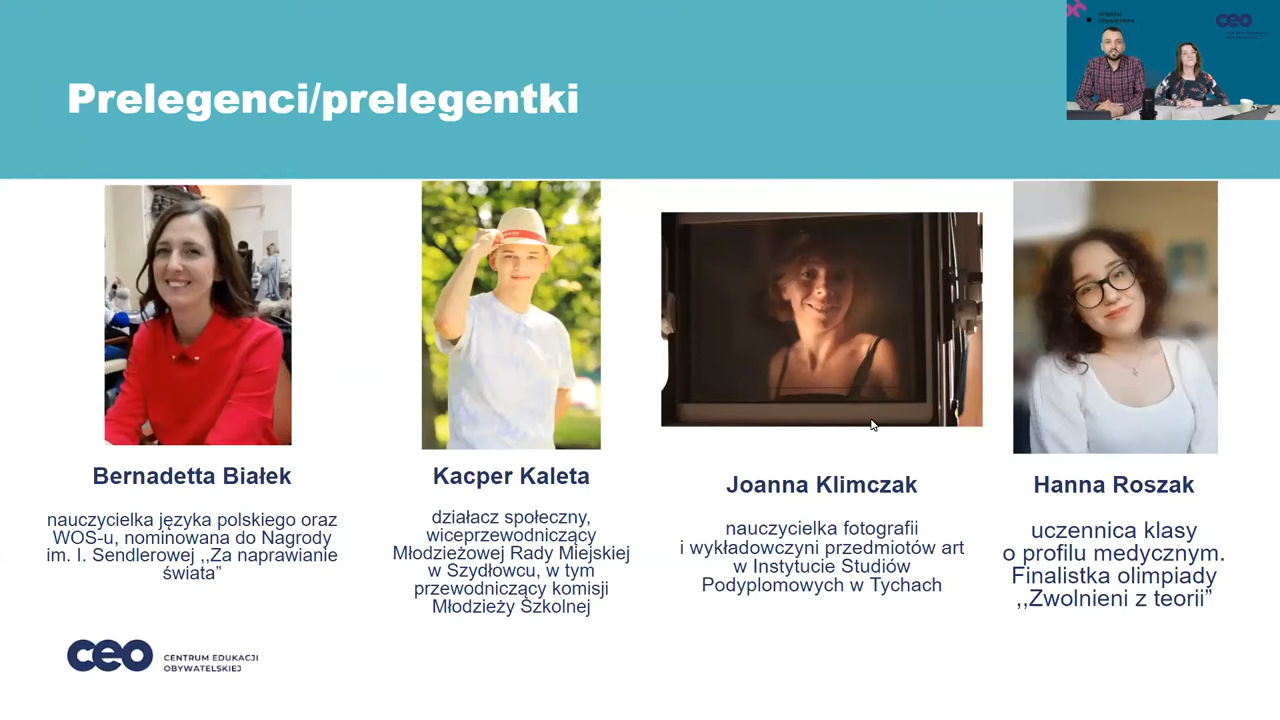 Prelegenci/prelegentki
ceo
Bernadetta Białek
nauczycielka języka polskiego oraz
WOS-u, nominowana do Nagrody
im. I. Sendlerowej ,,Za naprawianie
świata”
Kacper Kaleta
działacz społeczny,
wiceprzewodniczący
Młodzieżowej Rady Miejskiej
w Szydłowcu, w tym
przewodniczący komisji
Młodzieży Szkolnej
Joanna Klimczak
nauczycielka fotografii
i wykładowczyni przedmiotów art
w Instytucie Studiów
Podyplomowych w Tychach
Hanna Roszak
uczennica klasy
o profilu medycznym.
Finalistka olimpiady
,,Zwolnieni z teorii”
ceo
CENTRUM EDUKACJI
OBYWATELSKIEJ